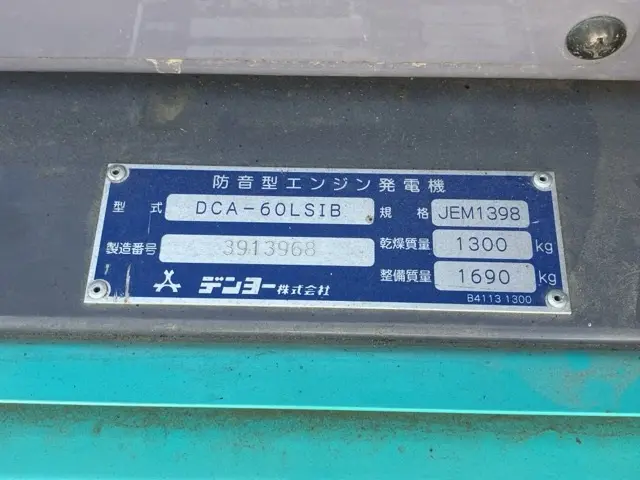 防音型エンジン発電機
型式 DCA-60LSIB 規格 JEM1398
製造番号 3913968 乾燥質量 1300 kg
整備質量 1690 kg
デンヨー株式会社
B4113 1300